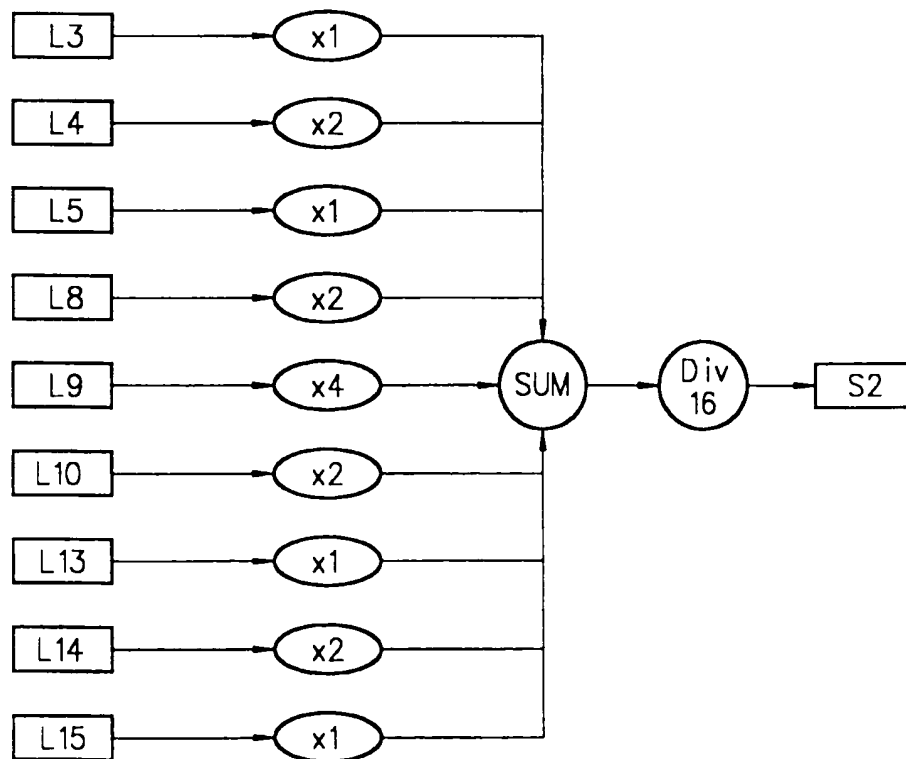 L3 x1
L4 x2
L5 x1
L8 x2
L9 x4 SUM Div 16 S2
L10 x2
L13 x1
L14 x2
L15 x1